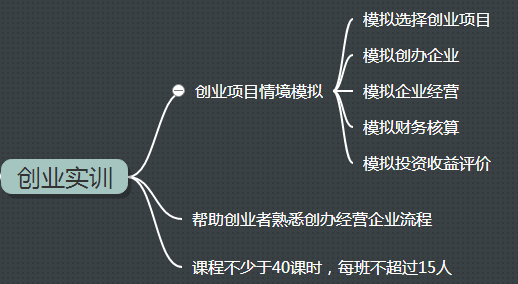 创业实训
创业项目情境模拟
模拟选择创业项目
模拟创办企业
模拟企业经营
模拟财务核算
模拟投资收益评价
帮助创业者熟悉创办经营企业流程
课程不少于40课时，每班不超过15人